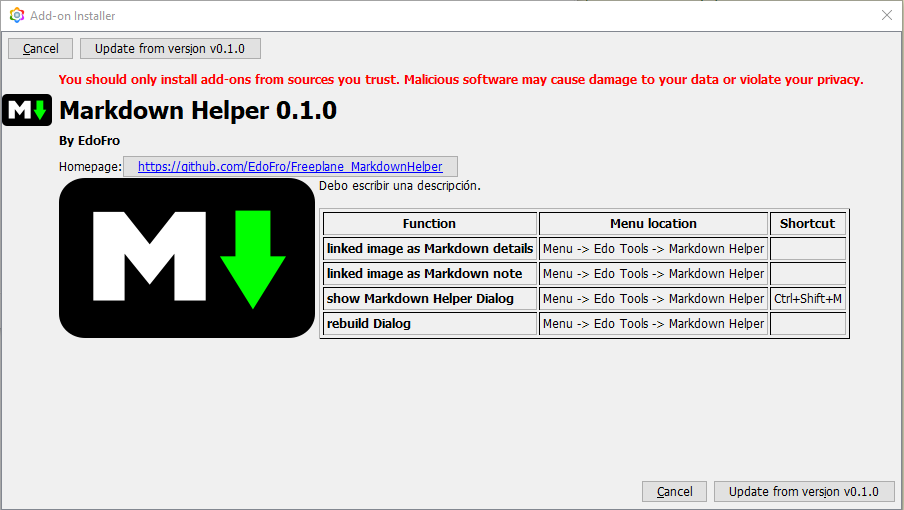 Add-on Installer
Cancel
Update from version v0.1.0
You should only install add-ons from sources you trust. Malicious software may cause damage to your data or violate your privacy.
M
Markdown Helper 0.1.0
By EdoFro
Homepage: https://github.com/EdoFro/Freeplane_MarkdownHelper
M
Debo escribir una descripción.
Function Menu location Shortcut
linked image as Markdown details Menu -> Edo Tools -> Markdown Helper
linked image as Markdown note Menu -> Edo Tools -> Markdown Helper
show Markdown Helper Dialog Menu -> Edo Tools -> Markdown Helper Ctrl+Shift+M
rebuild Dialog Menu -> Edo Tools -> Markdown Helper
Cancel
Update from version v0.1.0